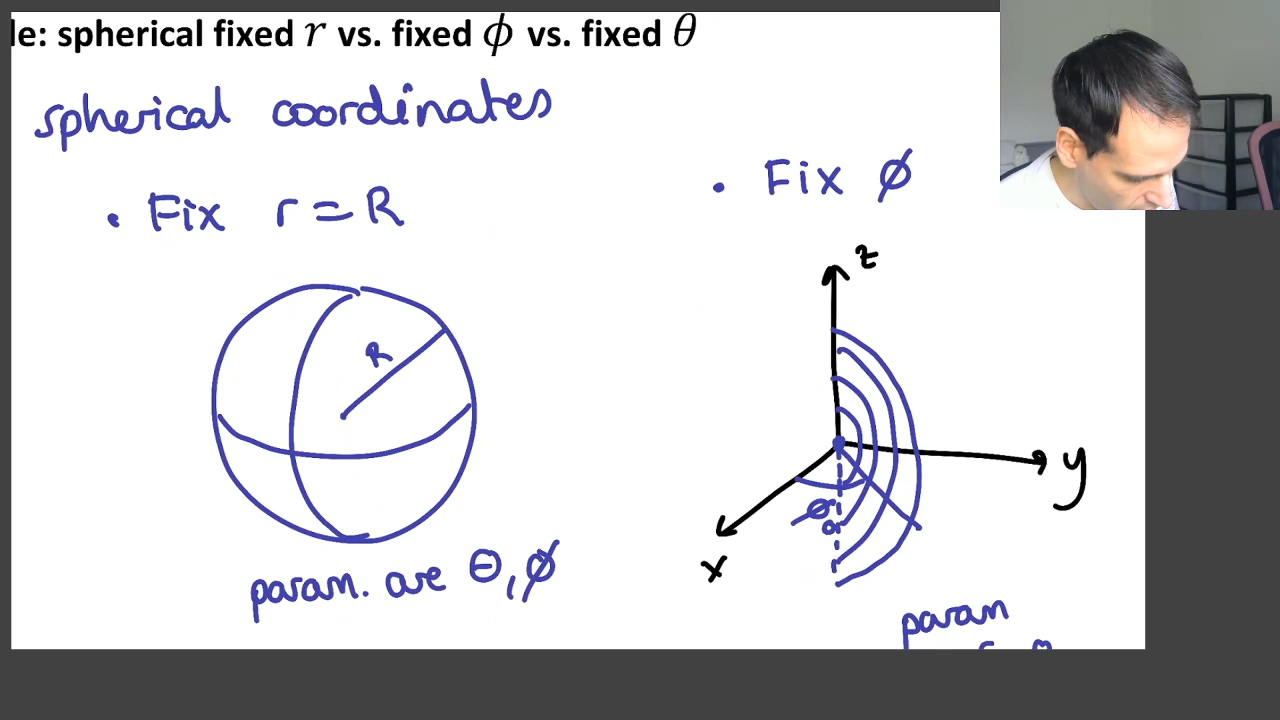 le: spherical fixed r vs. fixed ϕ vs. fixed θ
spherical coordinates
• Fix r = R
R
param. are θ, ϕ
• Fix ϕ
z
y
x
param